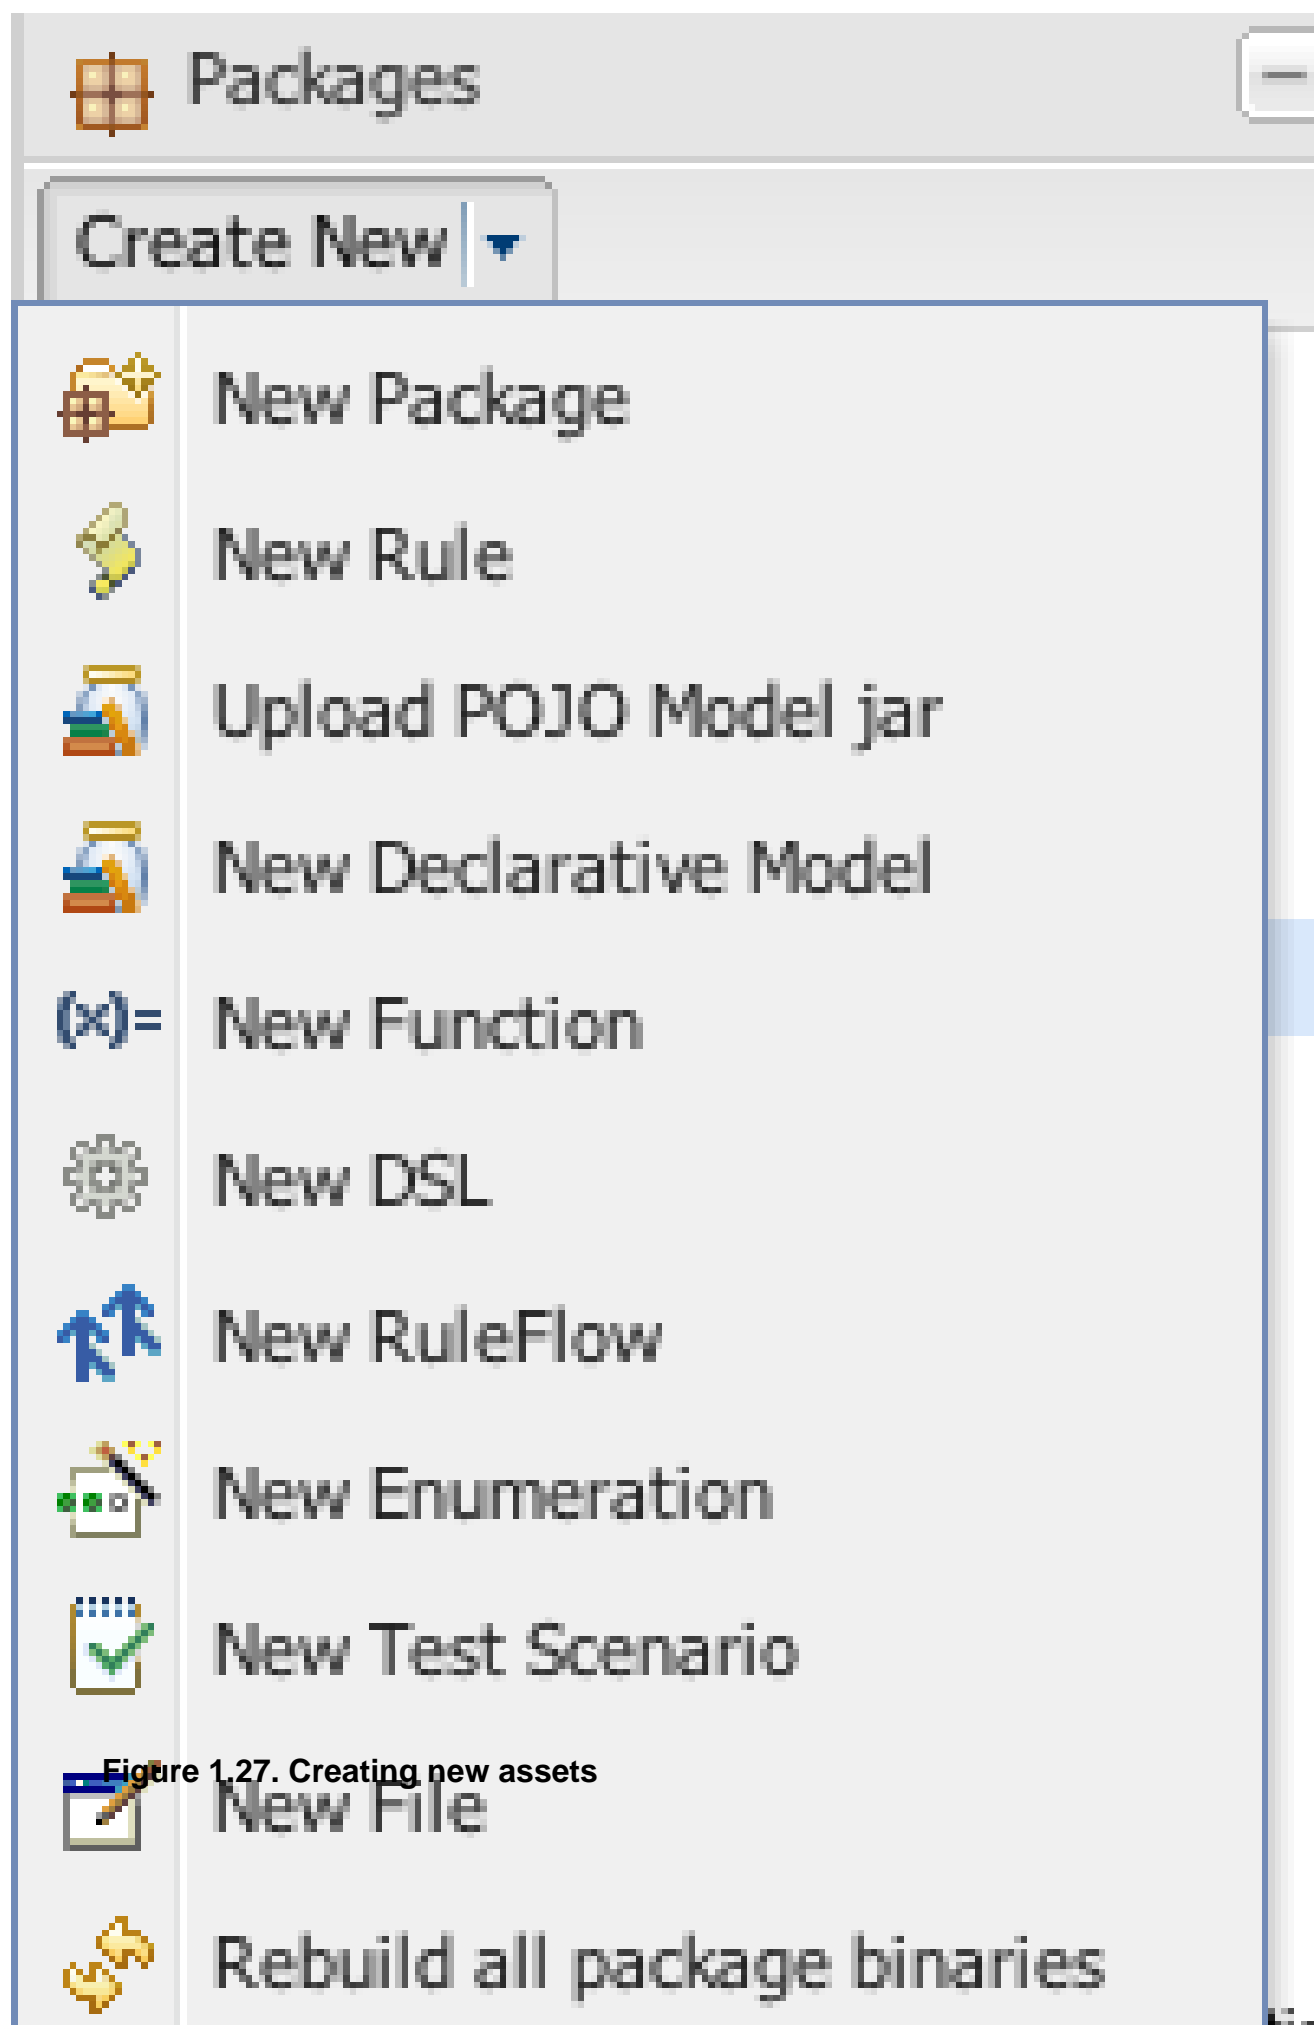 Packages
Create New
New Package
New Rule
Upload POJO Model jar
New Declarative Model
(x)= New Function
New DSL
New RuleFlow
New Enumeration
New Test Scenario
Figure 1.27. Creating new assets
New File
Rebuild all package binaries